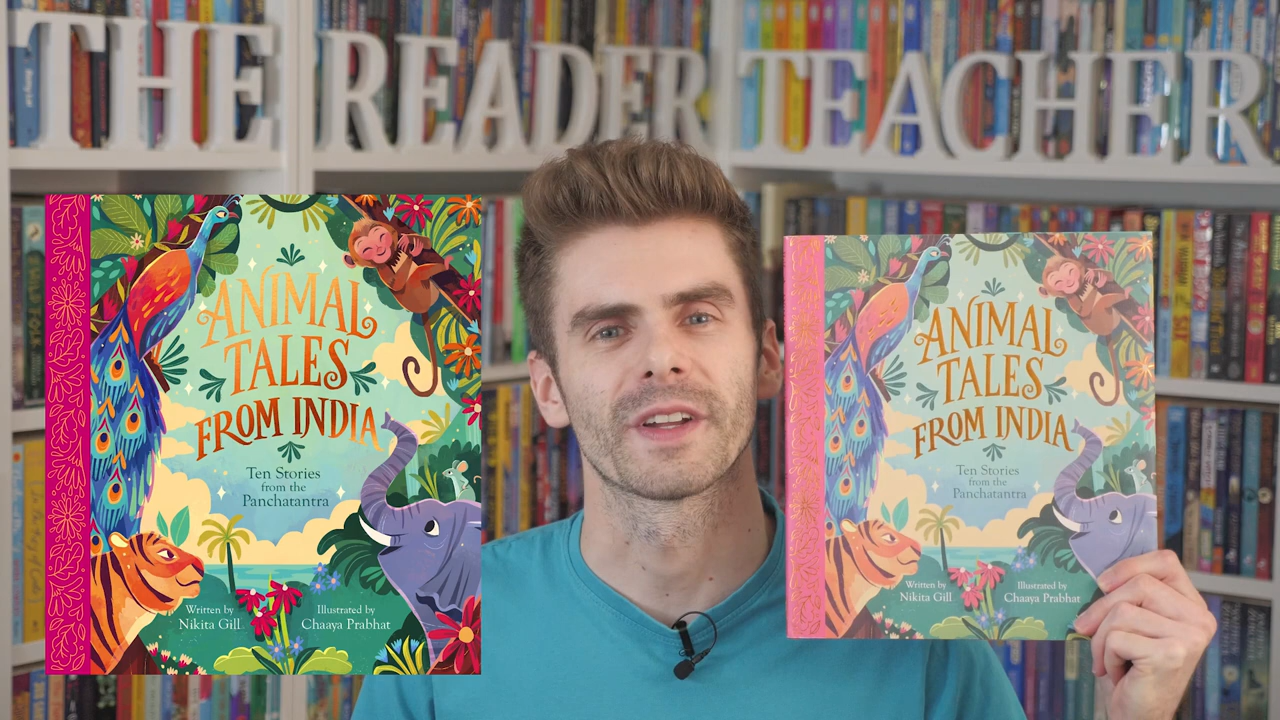 THE READER TEACHER
ANIMAL
TALES
FROM INDIA
Ten Stories
from the
Panchatantra
Written by
Nikita Gill
Illustrated by
Chaaya Prabhat
ANIMAL
TALES
FROM INDIA
Ten Stories
from the
Panchatantra
Written by
Nikita Gill
Illustrated by
Chaaya Prabhat